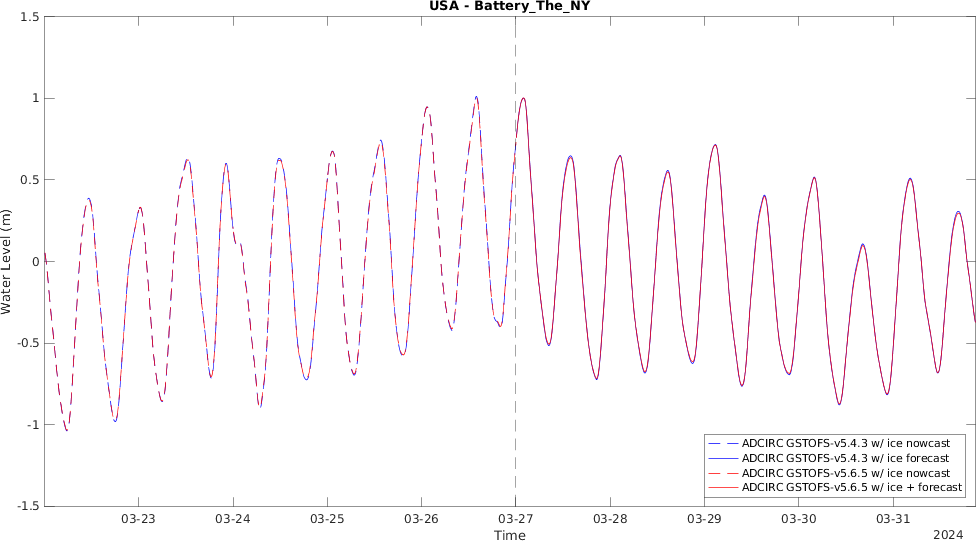 USA - Battery_The_NY
1.5
1
0.5
0
-0.5
-1
-1.5
Water Level (m)
ADCIRC GSTOFS-v5.4.3 w/ ice nowcast
ADCIRC GSTOFS-v5.4.3 w/ ice forecast
ADCIRC GSTOFS-v5.6.5 w/ ice nowcast
ADCIRC GSTOFS-v5.6.5 w/ ice + forecast
03-23 03-24 03-25 03-26 03-27 03-28 03-29 03-30 03-31
Time
2024